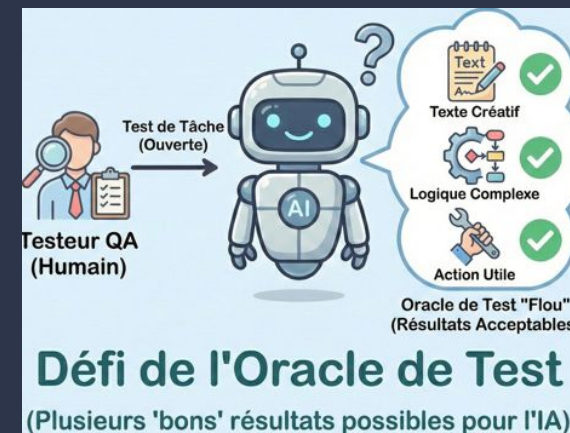 Text
Texte Créatif
Test de Tâche
(Ouverte)
?
Logique Complexe
AI
Testeur QA
(Humain)
Action Utile
Oracle de Test "Flou"
(Résultats Acceptables
Défi de l'Oracle de Test
(Plusieurs 'bons' résultats possibles pour l'IA)